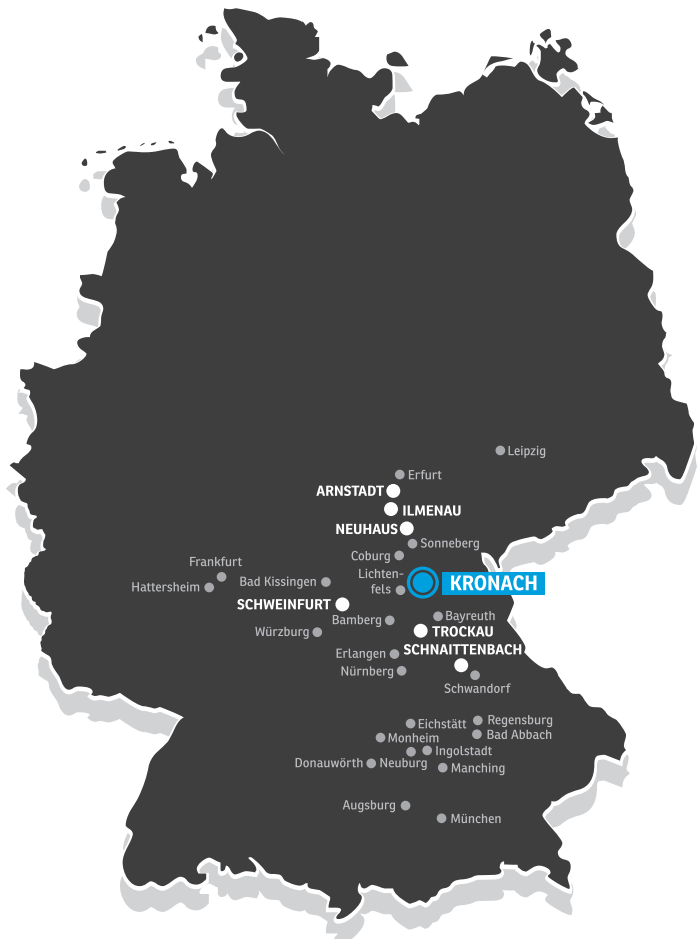 Leipzig
Erfurt
ARNSTADT
ILMENAU
NEUHAUS
Sonneberg
Coburg
Frankfurt
Lichten-
fels
KRONACH
Bad Kissingen
Hattersheim
SCHWEINFURT
Bayreuth
Bamberg
Würzburg
TROCKAU
SCHNAITTENBACH
Erlangen
Nürnberg
Schwandorf
Eichstätt
Regensburg
Bad Abbach
Monheim
Ingolstadt
Donauwörth
Neuburg
Manching
Augsburg
München